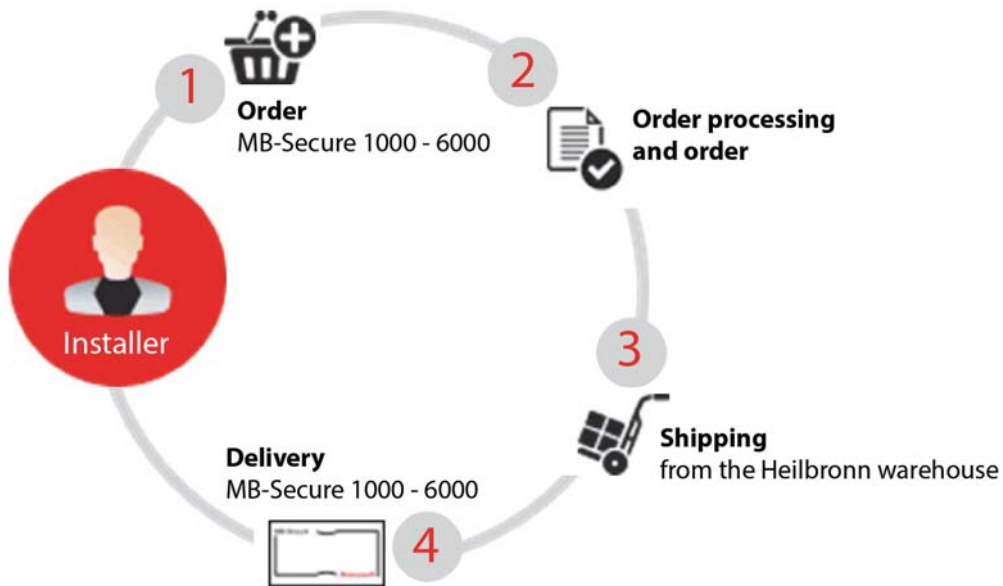 1
Order
MB-Secure 1000 - 6000
2
Order processing
and order
Installer
3
Shipping
from the Heilbronn warehouse
Delivery
MB-Secure 1000 - 6000
4